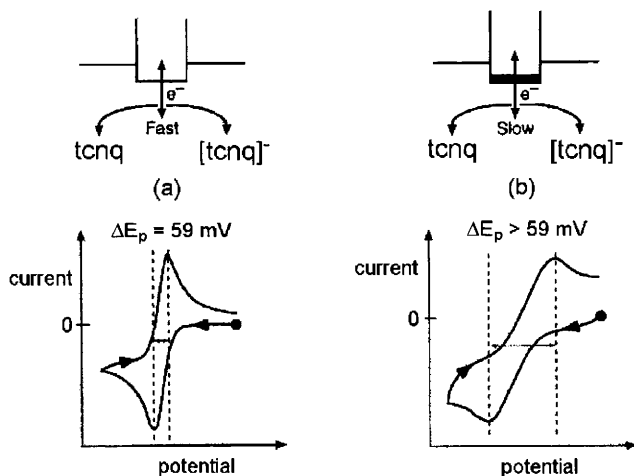 e⁻
Fast
tcnq [tcnq]⁻
(a)
ΔEₚ = 59 mV
current
0
potential
e⁻
Slow
tcnq [tcnq]⁻
(b)
ΔEₚ > 59 mV
current
0
potential